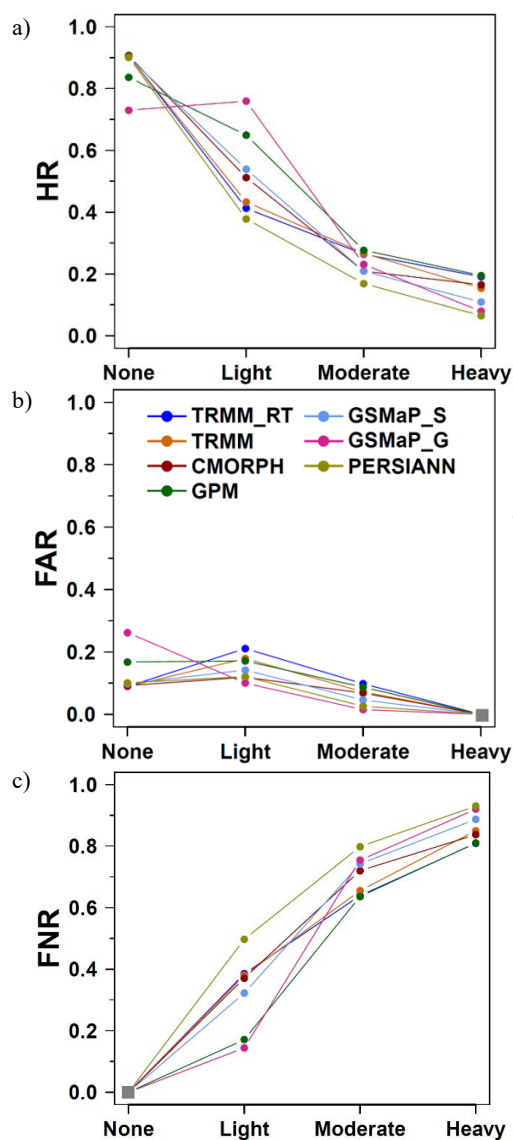 a)
1.0
0.8
0.6
0.4
0.2
0.0
HR
None Light Moderate Heavy
b)
1.0
0.8
0.6
0.4
0.2
0.0
FAR
TRMM_RT GSMaP_S
TRMM GSMaP_G
CMORPH PERSIANN
GPM
None Light Moderate Heavy
c)
1.0
0.8
0.6
0.4
0.2
0.0
FNR
None Light Moderate Heavy